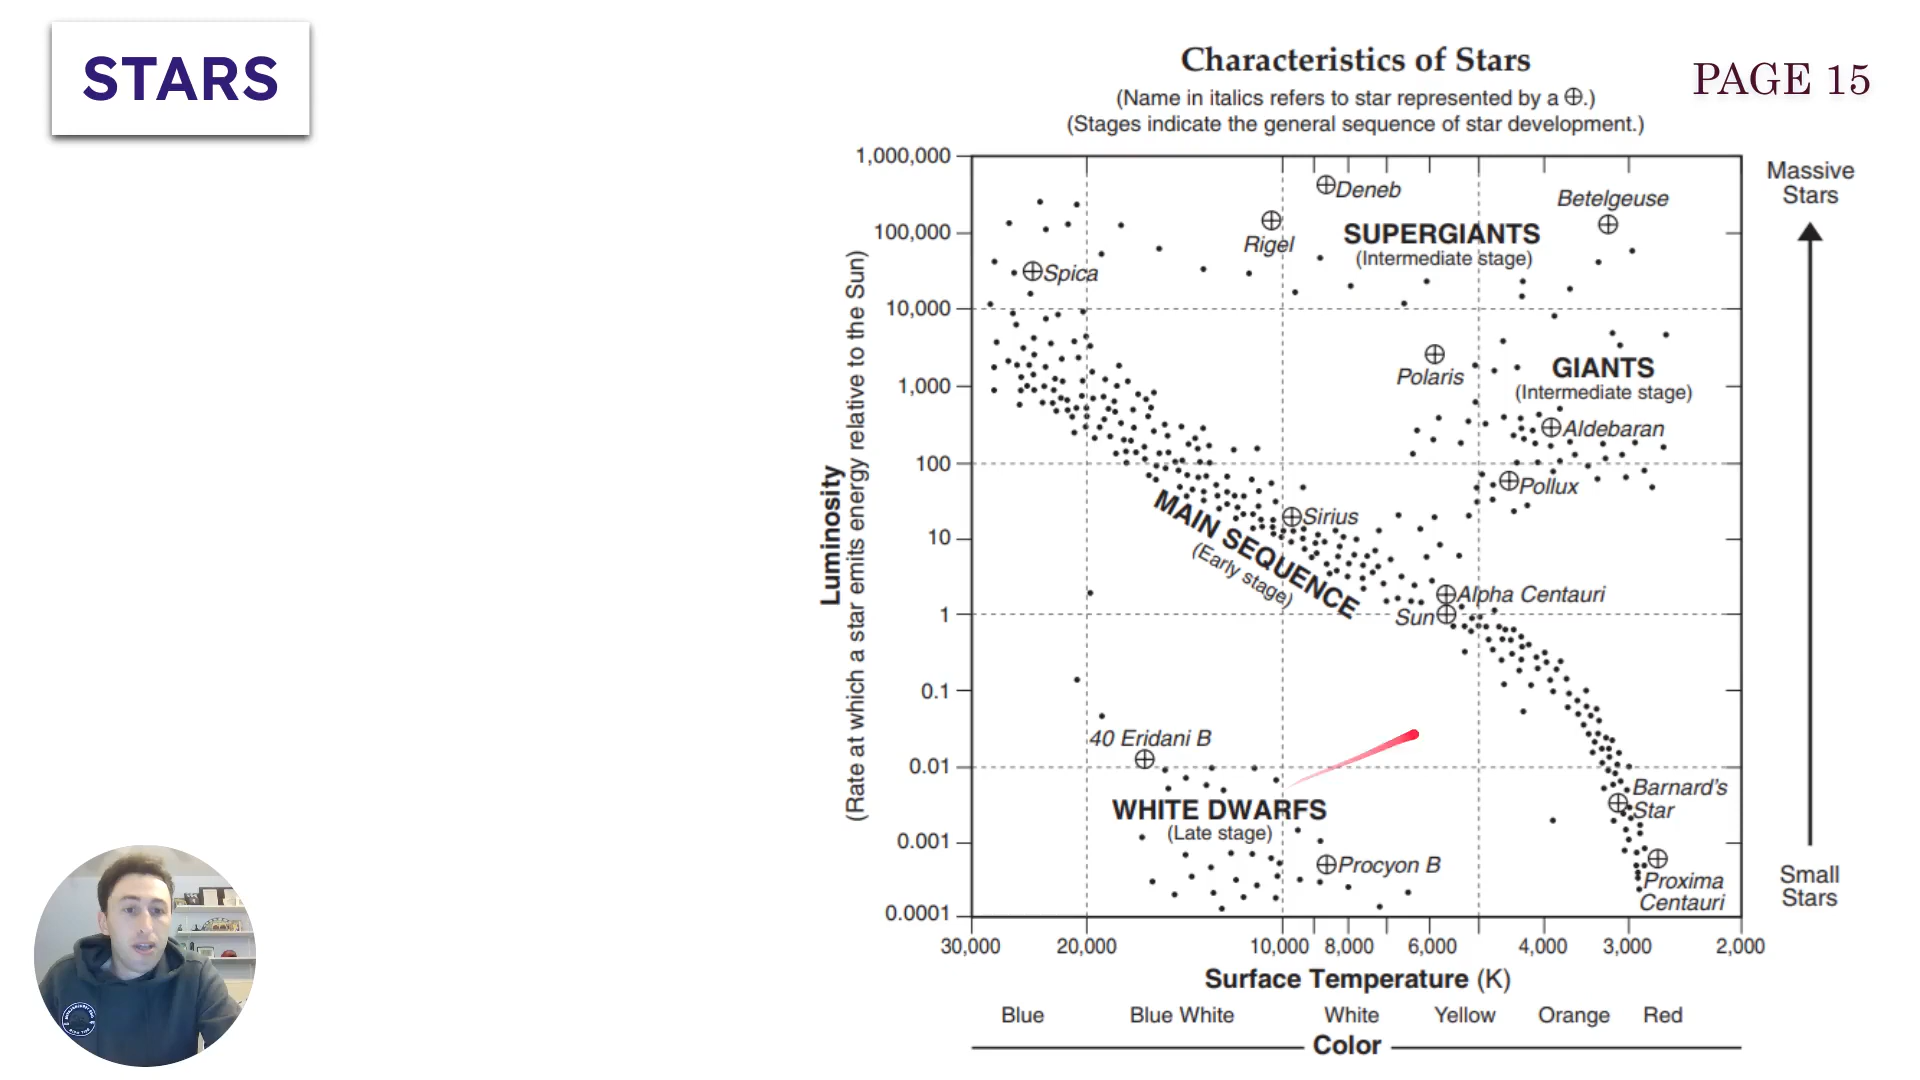 STARS
PAGE 15
Characteristics of Stars
(Name in italics refers to star represented by a ⊕.)
(Stages indicate the general sequence of star development.)
Massive
Stars
Small
Stars
Luminosity
(Rate at which a star emits energy relative to the Sun)
1,000,000
100,000
10,000
1,000
100
10
1
0.1
0.01
0.001
0.0001
Deneb
Betelgeuse
Rigel
SUPERGIANTS
(Intermediate stage)
Spica
Polaris
GIANTS
(Intermediate stage)
Aldebaran
Pollux
Sirius
MAIN SEQUENCE
(Early stage)
Alpha Centauri
Sun
40 Eridani B
WHITE DWARFS
(Late stage)
Procyon B
Barnard's
Star
Proxima
Centauri
30,000 20,000 10,000 8,000 6,000 4,000 3,000 2,000
Surface Temperature (K)
Blue Blue White White Yellow Orange Red
Color